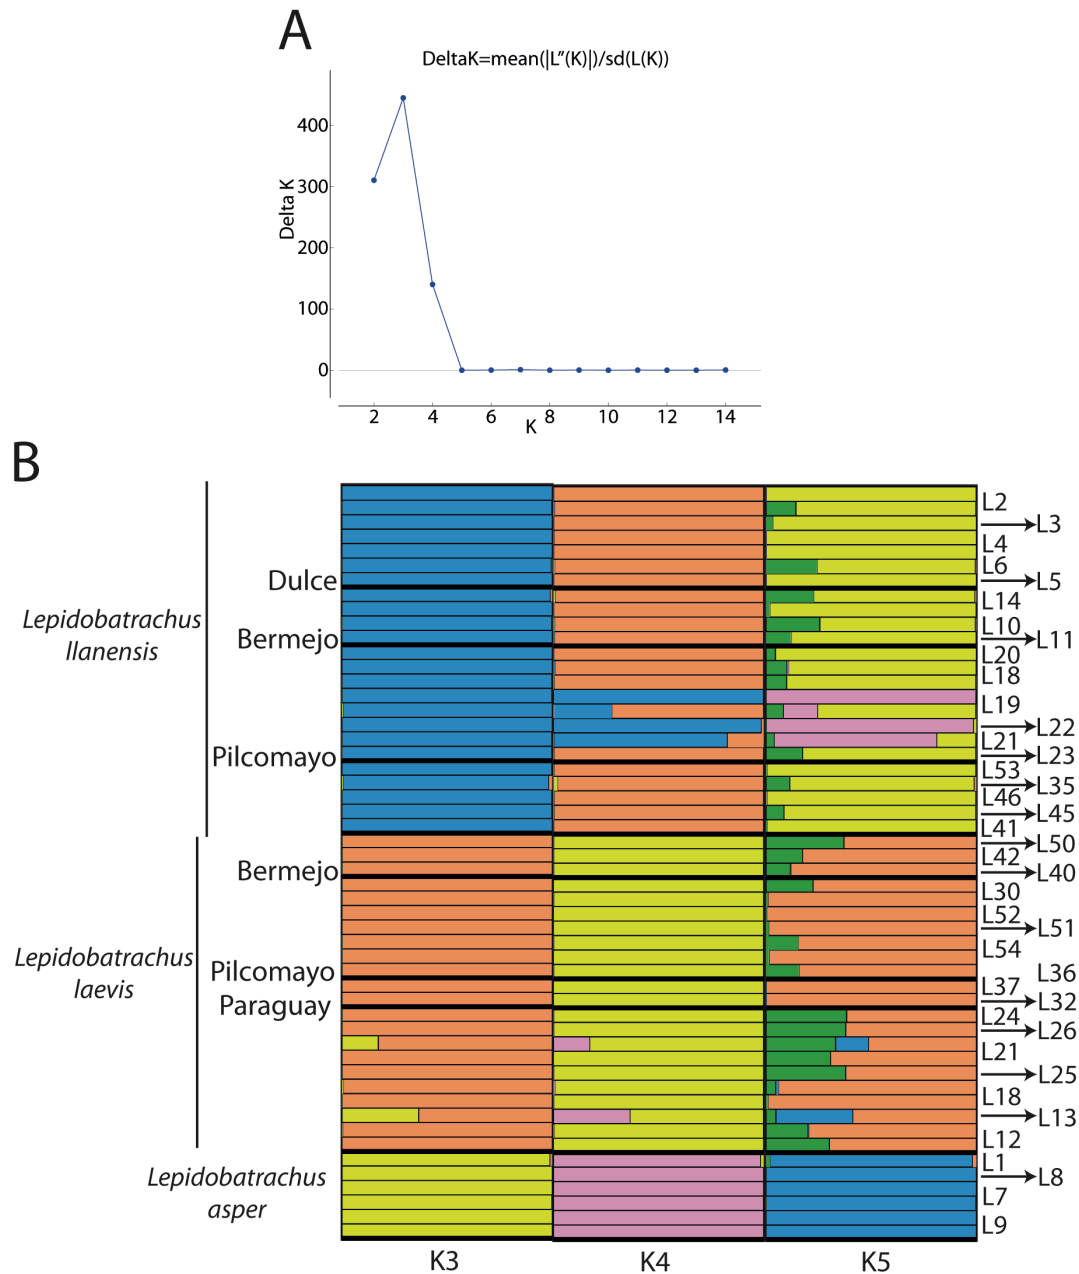 A
DeltaK=mean(|L″(K)|)/sd(L(K))
400
300
200
100
0
Delta K
2 4 6 8 10 12 14
K
B
Lepidobatrachus
llanensis
Dulce
Bermejo
Pilcomayo
Lepidobatrachus
laevis
Bermejo
Pilcomayo
Paraguay
Lepidobatrachus
asper
L2
L3
L4
L6
L5
L14
L10
L11
L20
L18
L19
L22
L21
L23
L53
L35
L46
L45
L41
L50
L42
L40
L30
L52
L51
L54
L36
L37
L32
L24
L26
L21
L25
L18
L13
L12
L1
L8
L7
L9
K3 K4 K5